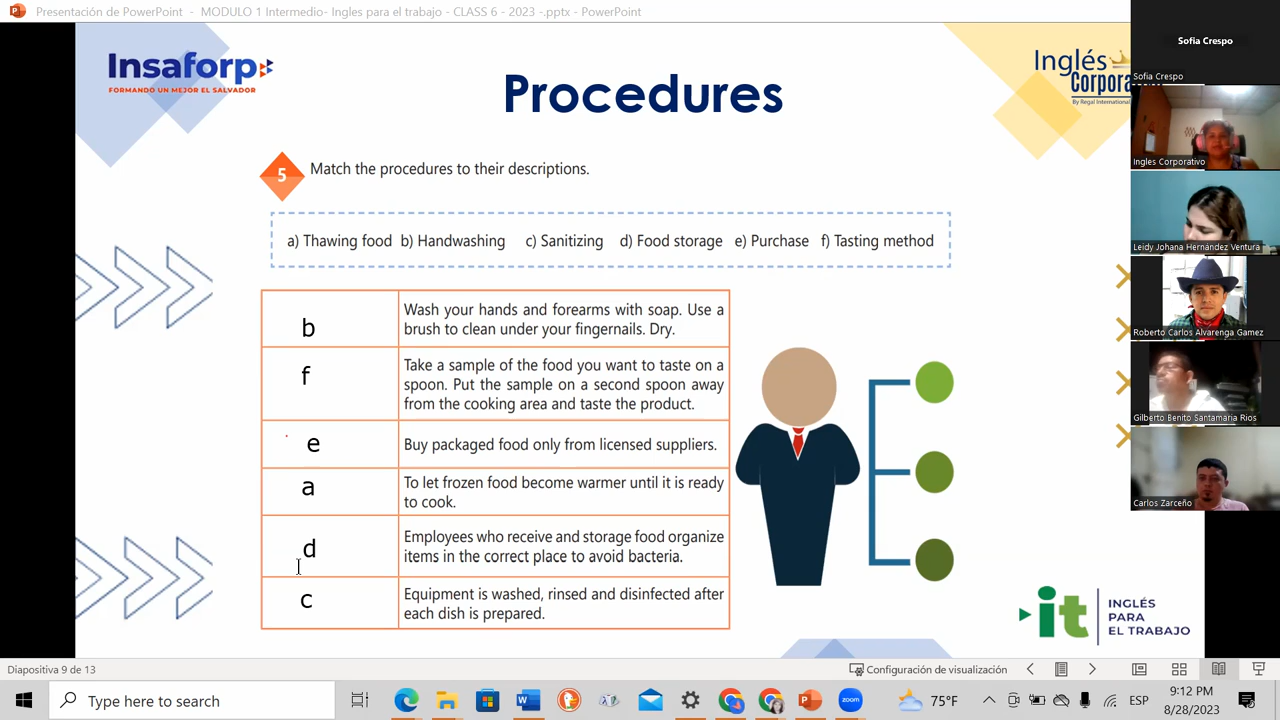 Presentación de PowerPoint - MODULO 1 Intermedio- Ingles para el trabajo - CLASS 6 - 2023 -.pptx - PowerPoint
Insaforp
FORMANDO UN MEJOR EL SALVADOR
Procedures
Inglés
Corporat
By Regal Internationa
5 Match the procedures to their descriptions.
a) Thawing food b) Handwashing c) Sanitizing d) Food storage e) Purchase f) Tasting method
b
Wash your hands and forearms with soap. Use a
brush to clean under your fingernails. Dry.
f
Take a sample of the food you want to taste on a
spoon. Put the sample on a second spoon away
from the cooking area and taste the product.
e
Buy packaged food only from licensed suppliers.
a
To let frozen food become warmer until it is ready
to cook.
d
Employees who receive and storage food organize
items in the correct place to avoid bacteria.
c
Equipment is washed, rinsed and disinfected after
each dish is prepared.
it INGLÉS
PARA
EL TRABAJO
Sofia Crespo
Sofia Crespo
Ingles Corporativo
Leidy Johana Hernández Ventura
Roberto Carlos Alvarenga Gamez
Gilberto Benito Santamaria Rios
Carlos Zarceño
Diapositiva 9 de 13
Configuración de visualización
Type here to search
zoom
75°F
ESP
9:12 PM
8/28/2023